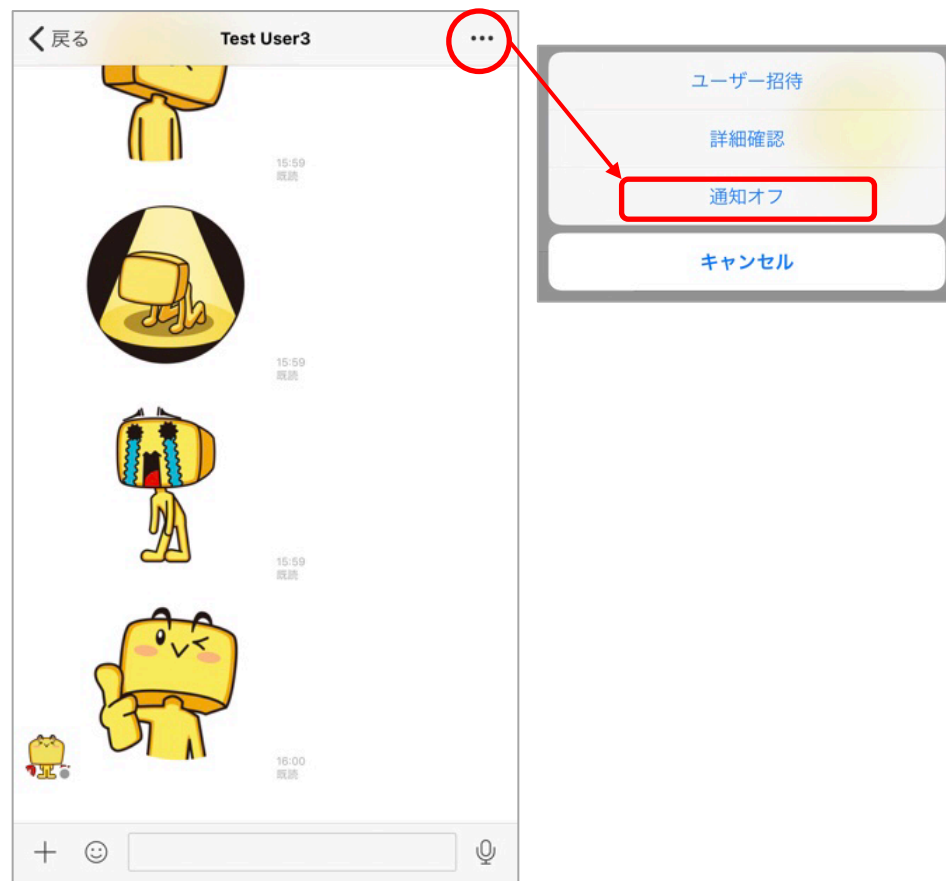 戻る
Test User3
•••
15:59
既読
15:59
既読
15:59
既読
16:00
既読
ユーザー招待
詳細確認
通知オフ
キャンセル